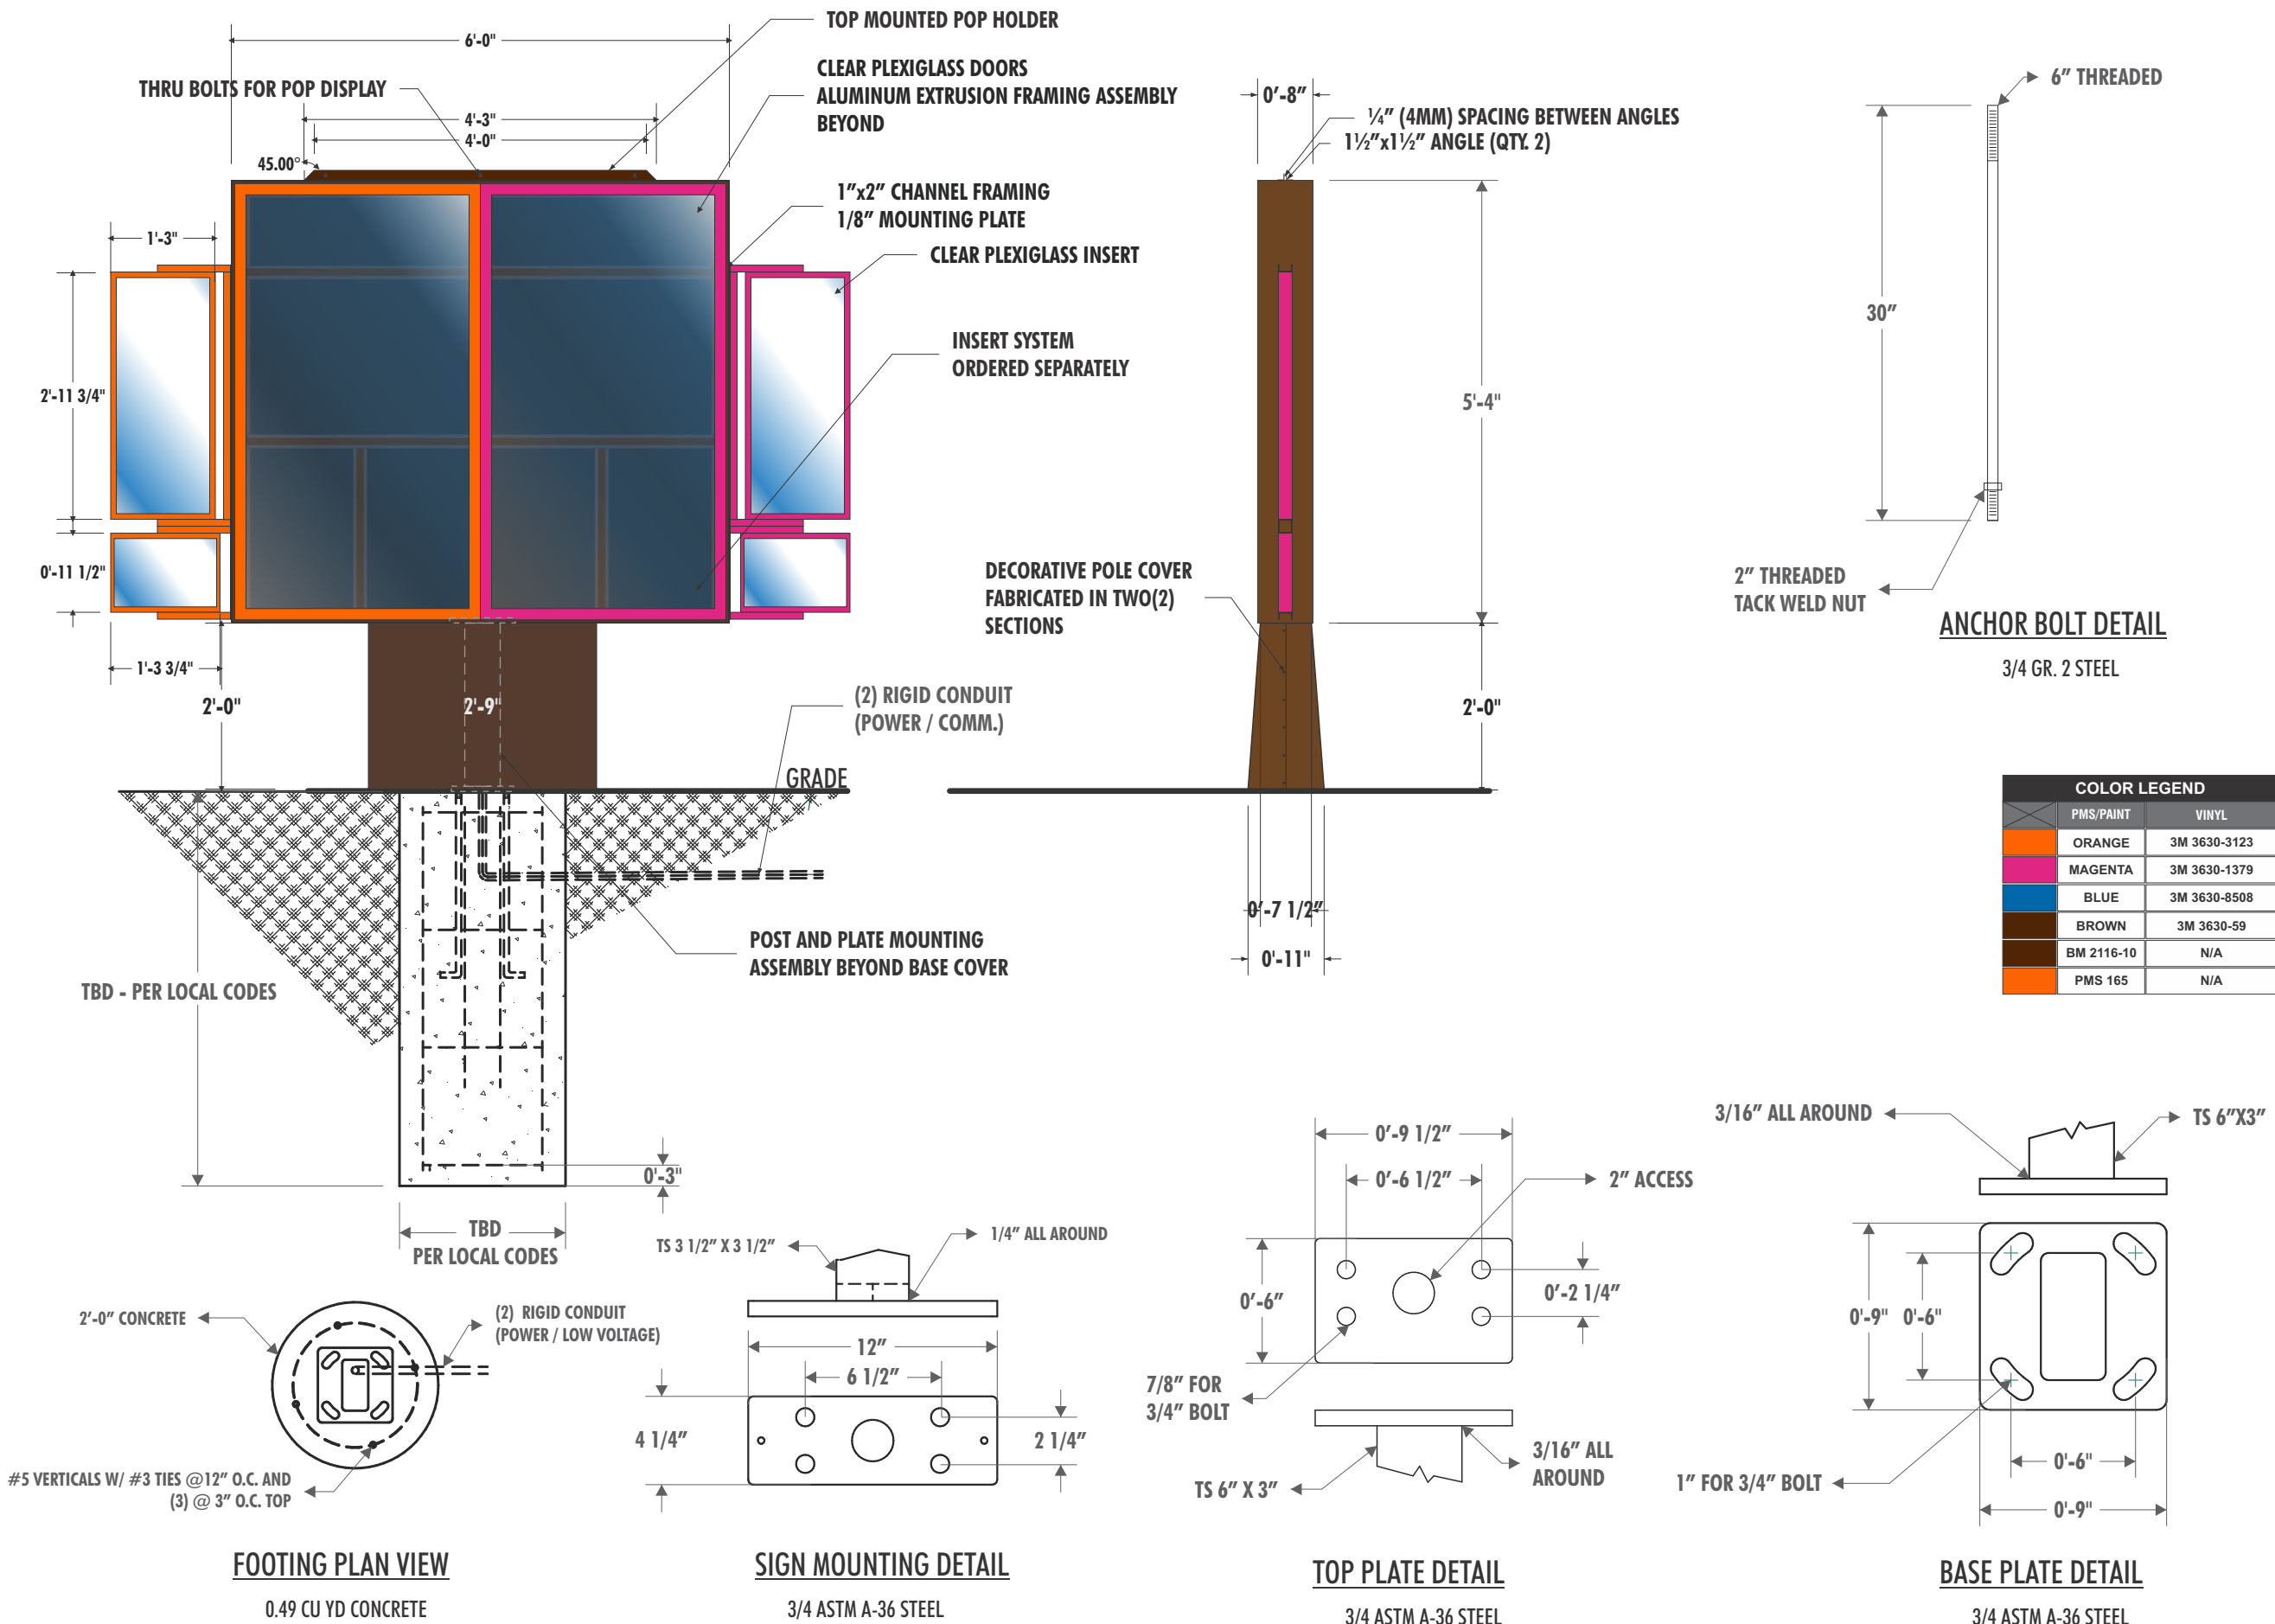 6'-0"
TOP MOUNTED POP HOLDER
THRU BOLTS FOR POP DISPLAY
4'-3"
4'-0"
45.00°
CLEAR PLEXIGLASS DOORS
ALUMINUM EXTRUSION FRAMING ASSEMBLY
BEYOND
1"x2" CHANNEL FRAMING
1/8" MOUNTING PLATE
CLEAR PLEXIGLASS INSERT
INSERT SYSTEM
ORDERED SEPARATELY
1'-3"
2'-11 3/4"
0'-11 1/2"
1'-3 3/4"
2'-0"
2'-9"
(2) RIGID CONDUIT
(POWER / COMM.)
GRADE
POST AND PLATE MOUNTING
ASSEMBLY BEYOND BASE COVER
TBD - PER LOCAL CODES
0'-3"
TBD
PER LOCAL CODES
0'-8"
¼" (4MM) SPACING BETWEEN ANGLES
1½"x1½" ANGLE (QTY. 2)
5'-4"
DECORATIVE POLE COVER
FABRICATED IN TWO(2)
SECTIONS
2'-0"
0'-7 1/2"
0'-11"
6" THREADED
30"
2" THREADED
TACK WELD NUT
ANCHOR BOLT DETAIL
3/4 GR. 2 STEEL
COLOR LEGEND
PMS/PAINT VINYL
ORANGE 3M 3630-3123
MAGENTA 3M 3630-1379
BLUE 3M 3630-8508
BROWN 3M 3630-59
BM 2116-10 N/A
PMS 165 N/A
2'-0" CONCRETE
(2) RIGID CONDUIT
(POWER / LOW VOLTAGE)
#5 VERTICALS W/ #3 TIES @12" O.C. AND
(3) @ 3" O.C. TOP
FOOTING PLAN VIEW
0.49 CU YD CONCRETE
TS 3 1/2" X 3 1/2"
1/4" ALL AROUND
12"
6 1/2"
4 1/4"
2 1/4"
SIGN MOUNTING DETAIL
3/4 ASTM A-36 STEEL
0'-9 1/2"
0'-6 1/2"
2" ACCESS
0'-6"
0'-2 1/4"
7/8" FOR
3/4" BOLT
TS 6" X 3"
3/16" ALL
AROUND
TOP PLATE DETAIL
3/4 ASTM A-36 STEEL
3/16" ALL AROUND
TS 6"X3"
0'-9"
0'-6"
1" FOR 3/4" BOLT
0'-6"
0'-9"
BASE PLATE DETAIL
3/4 ASTM A-36 STEEL